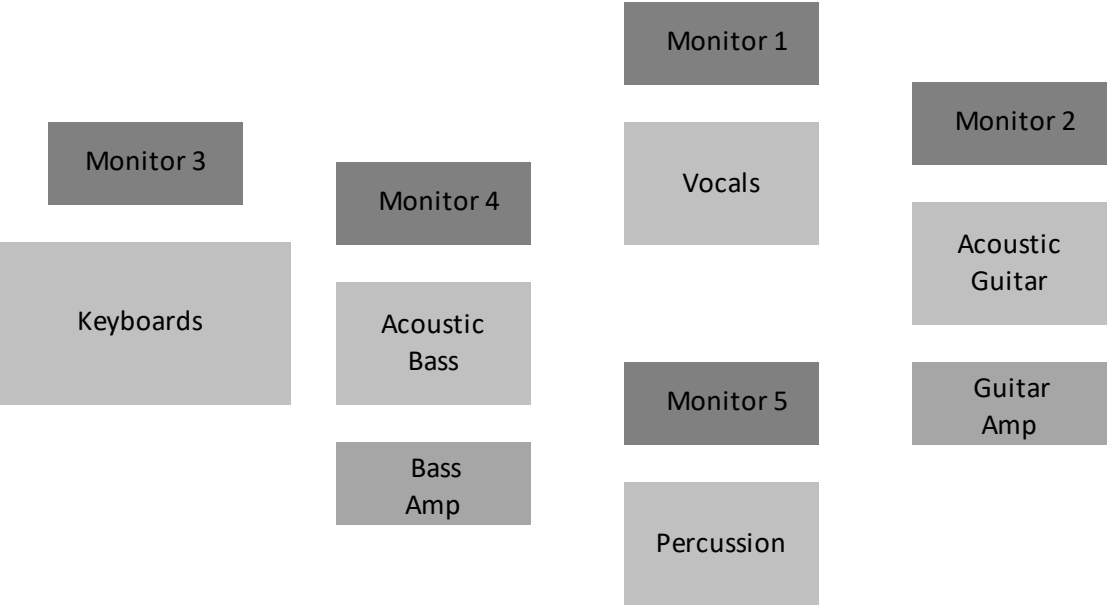 Monitor 1
Monitor 2
Monitor 3
Vocals
Monitor 4
Acoustic
Guitar
Keyboards
Acoustic
Bass
Monitor 5
Guitar
Amp
Bass
Amp
Percussion